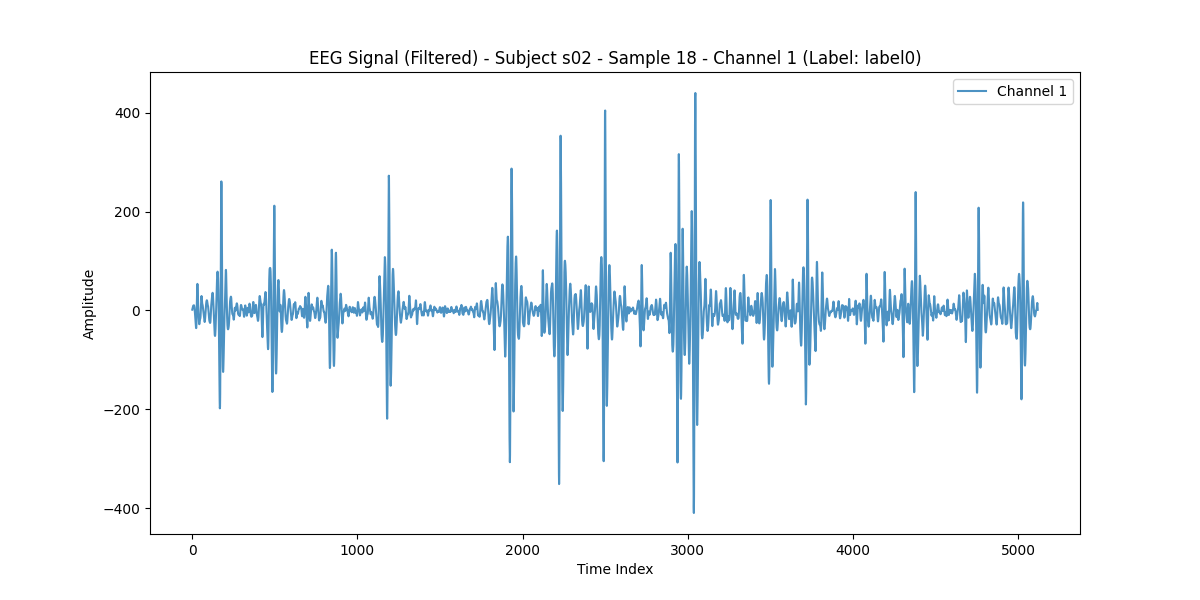 EEG Signal (Filtered) - Subject s02 - Sample 18 - Channel 1 (Label: label0)
Channel 1
Amplitude
400
200
0
−200
−400
0 1000 2000 3000 4000 5000
Time Index